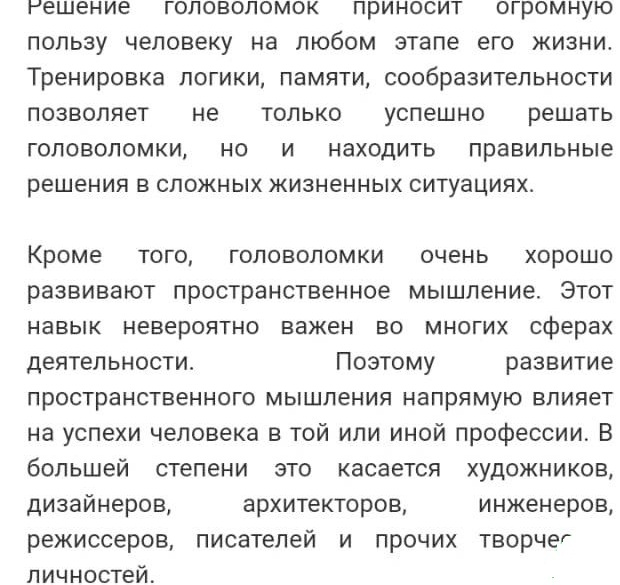 Решение головоломок приносит огромную
пользу человеку на любом этапе его жизни.
Тренировка логики, памяти, сообразительности
позволяет не только успешно решать
головоломки, но и находить правильные
решения в сложных жизненных ситуациях.
Кроме того, головоломки очень хорошо
развивают пространственное мышление. Этот
навык невероятно важен во многих сферах
деятельности. Поэтому развитие
пространственного мышления напрямую влияет
на успехи человека в той или иной профессии. В
большей степени это касается художников,
дизайнеров, архитекторов, инженеров,
режиссеров, писателей и прочих
личностей.